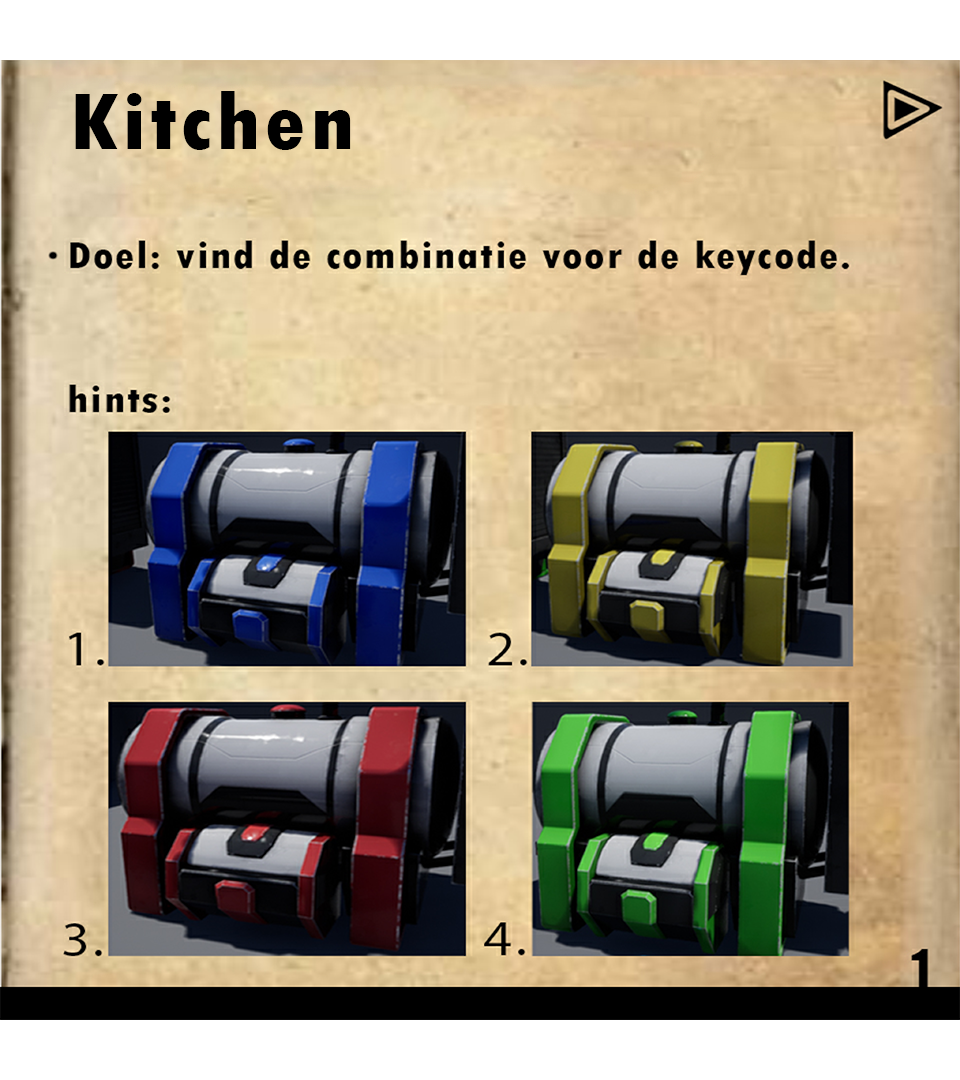 Kitchen
· Doel: vind de combinatie voor de keycode.
hints:
1. 2.
3. 4.
1